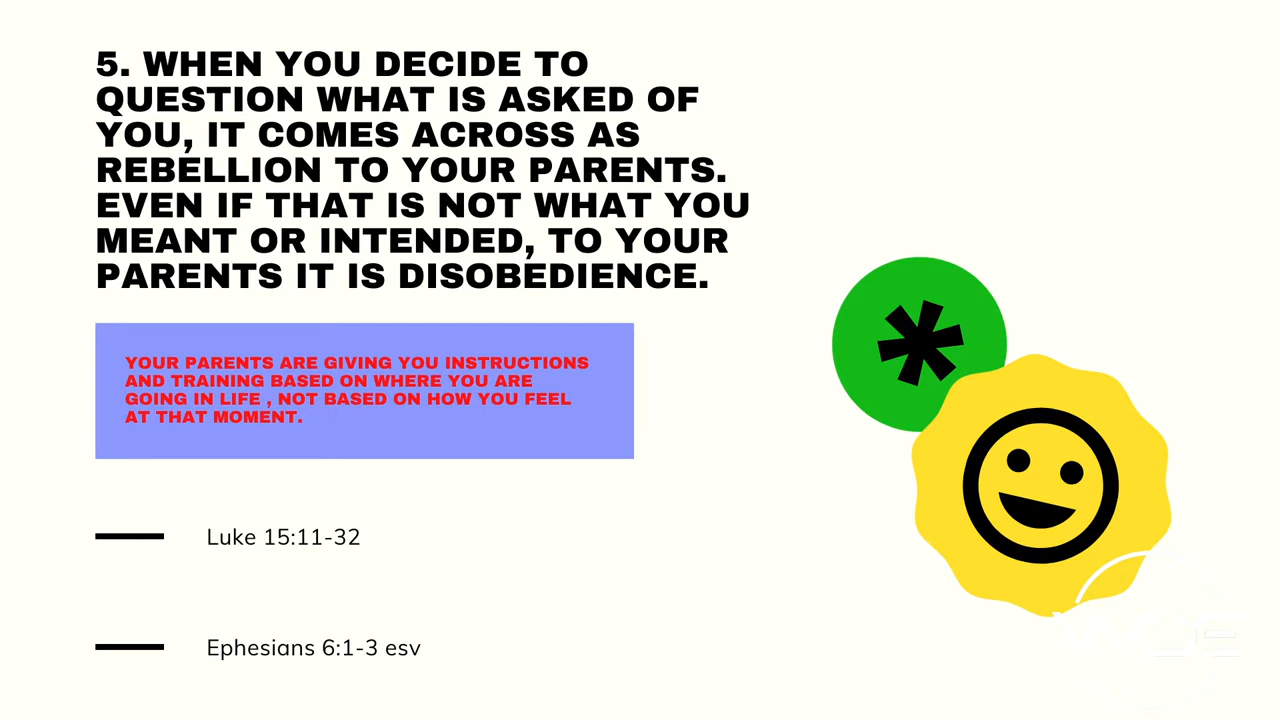 5. WHEN YOU DECIDE TO
QUESTION WHAT IS ASKED OF
YOU, IT COMES ACROSS AS
REBELLION TO YOUR PARENTS.
EVEN IF THAT IS NOT WHAT YOU
MEANT OR INTENDED, TO YOUR
PARENTS IT IS DISOBEDIENCE.
YOUR PARENTS ARE GIVING YOU INSTRUCTIONS
AND TRAINING BASED ON WHERE YOU ARE
GOING IN LIFE , NOT BASED ON HOW YOU FEEL
AT THAT MOMENT.
Luke 15:11-32
Ephesians 6:1-3 esv